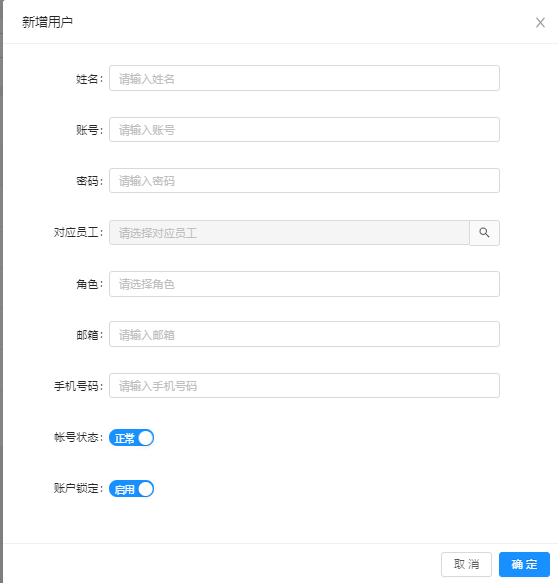 新增用户
姓名: 请输入姓名
账号: 请输入账号
密码: 请输入密码
对应员工: 请选择对应员工
角色: 请选择角色
邮箱: 请输入邮箱
手机号码: 请输入手机号码
帐号状态: 正常
账户锁定: 启用
取 消 确 定